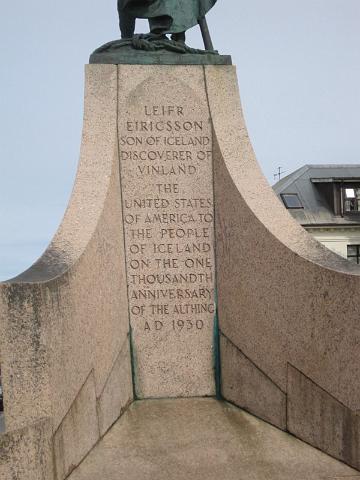 LEIFR
EIRICSSON
SON OF ICELAND
DISCOVERER OF
VINLAND
THE
UNITED STATES
OF AMERICA TO
THE PEOPLE
OF ICELAND
ON THE ONE
THOUSANDTH
ANNIVERSARY
OF THE ALTHING
AD 1930